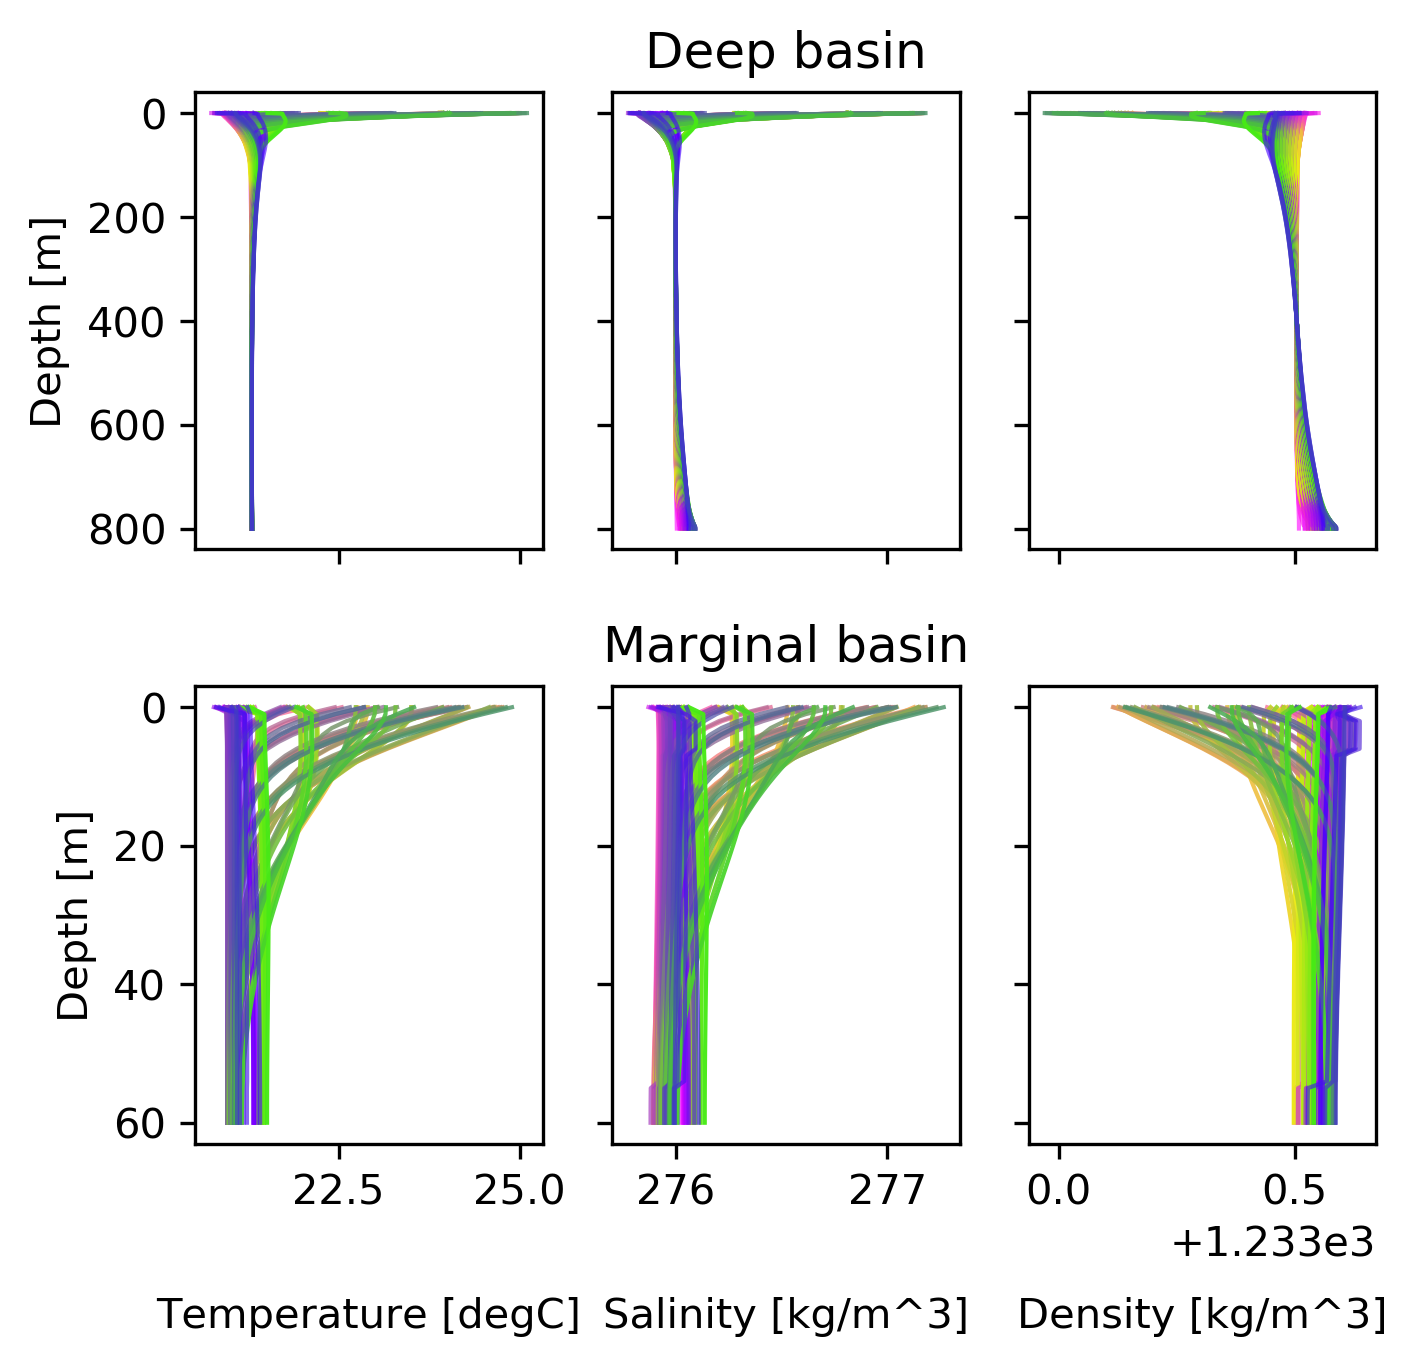 Deep basin
0
200
400
600
800
Depth [m]
Marginal basin
0
20
40
60
Depth [m]
22.5 25.0 276 277 0.0 0.5
+1.233e3
Temperature [degC] Salinity [kg/m^3] Density [kg/m^3]